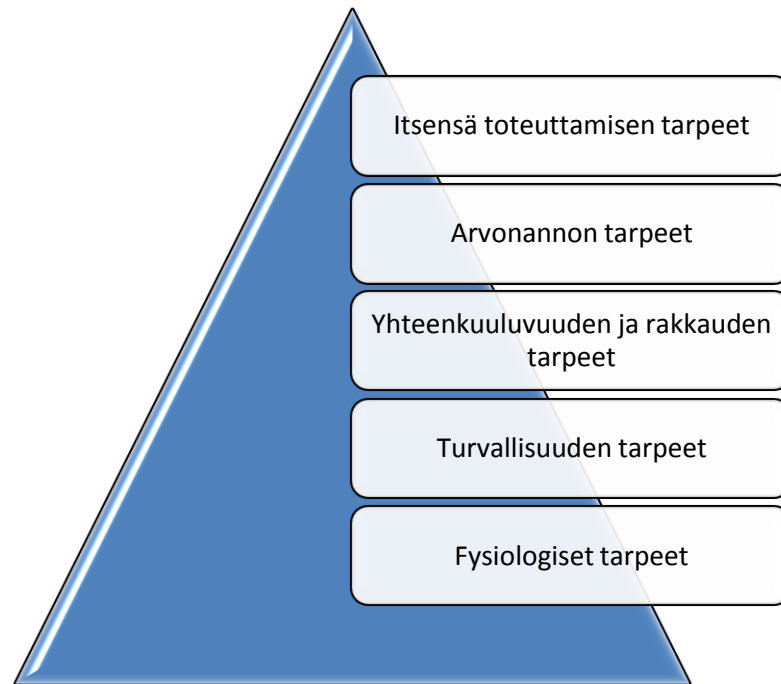 Itsensä toteuttamisen tarpeet
Arvonannon tarpeet
Yhteenkuuluvuuden ja rakkauden
tarpeet
Turvallisuuden tarpeet
Fysiologiset tarpeet